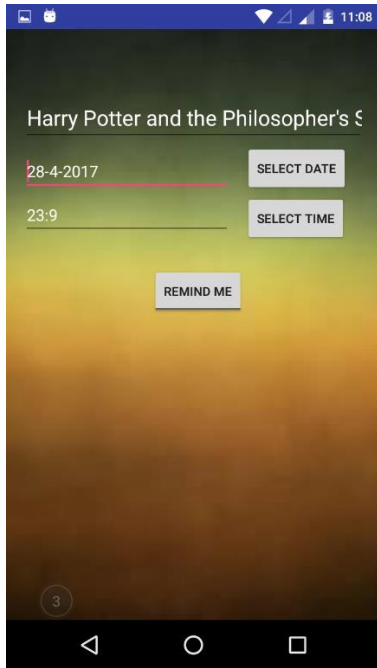 11:08
Harry Potter and the Philosopher's S
28-4-2017
SELECT DATE
23:9
SELECT TIME
REMIND ME
3